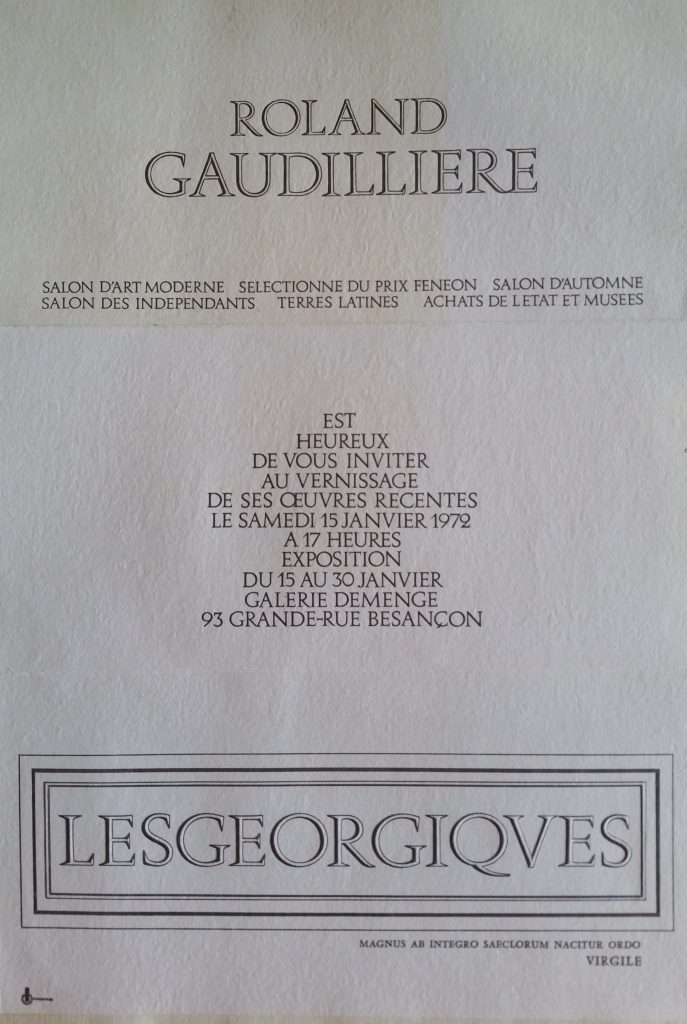 ROLAND
GAUDILLIERE
SALON D'ART MODERNE SELECTIONNE DU PRIX FENEON SALON D'AUTOMNE
SALON DES INDEPENDANTS TERRES LATINES ACHATS DE L'ETAT ET MUSEES
EST
HEUREUX
DE VOUS INVITER
AU VERNISSAGE
DE SES ŒUVRES RECENTES
LE SAMEDI 15 JANVIER 1972
A 17 HEURES
EXPOSITION
DU 15 AU 30 JANVIER
GALERIE DEMENGE
93 GRANDE-RUE BESANÇON
LESGEORGIQVES
MAGNUS AB INTEGRO SAECLORUM NACITUR ORDO
VIRGILE